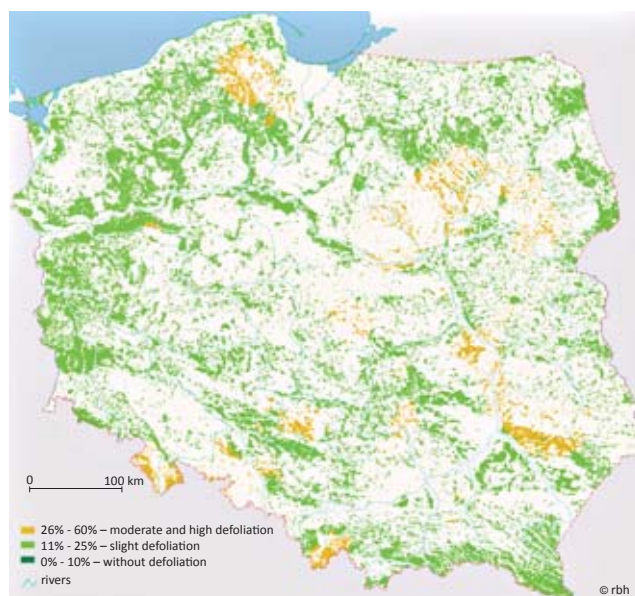 0 100 km
26% - 60% – moderate and high defoliation
11% - 25% – slight defoliation
0% - 10% – without defoliation
rivers
© rbh